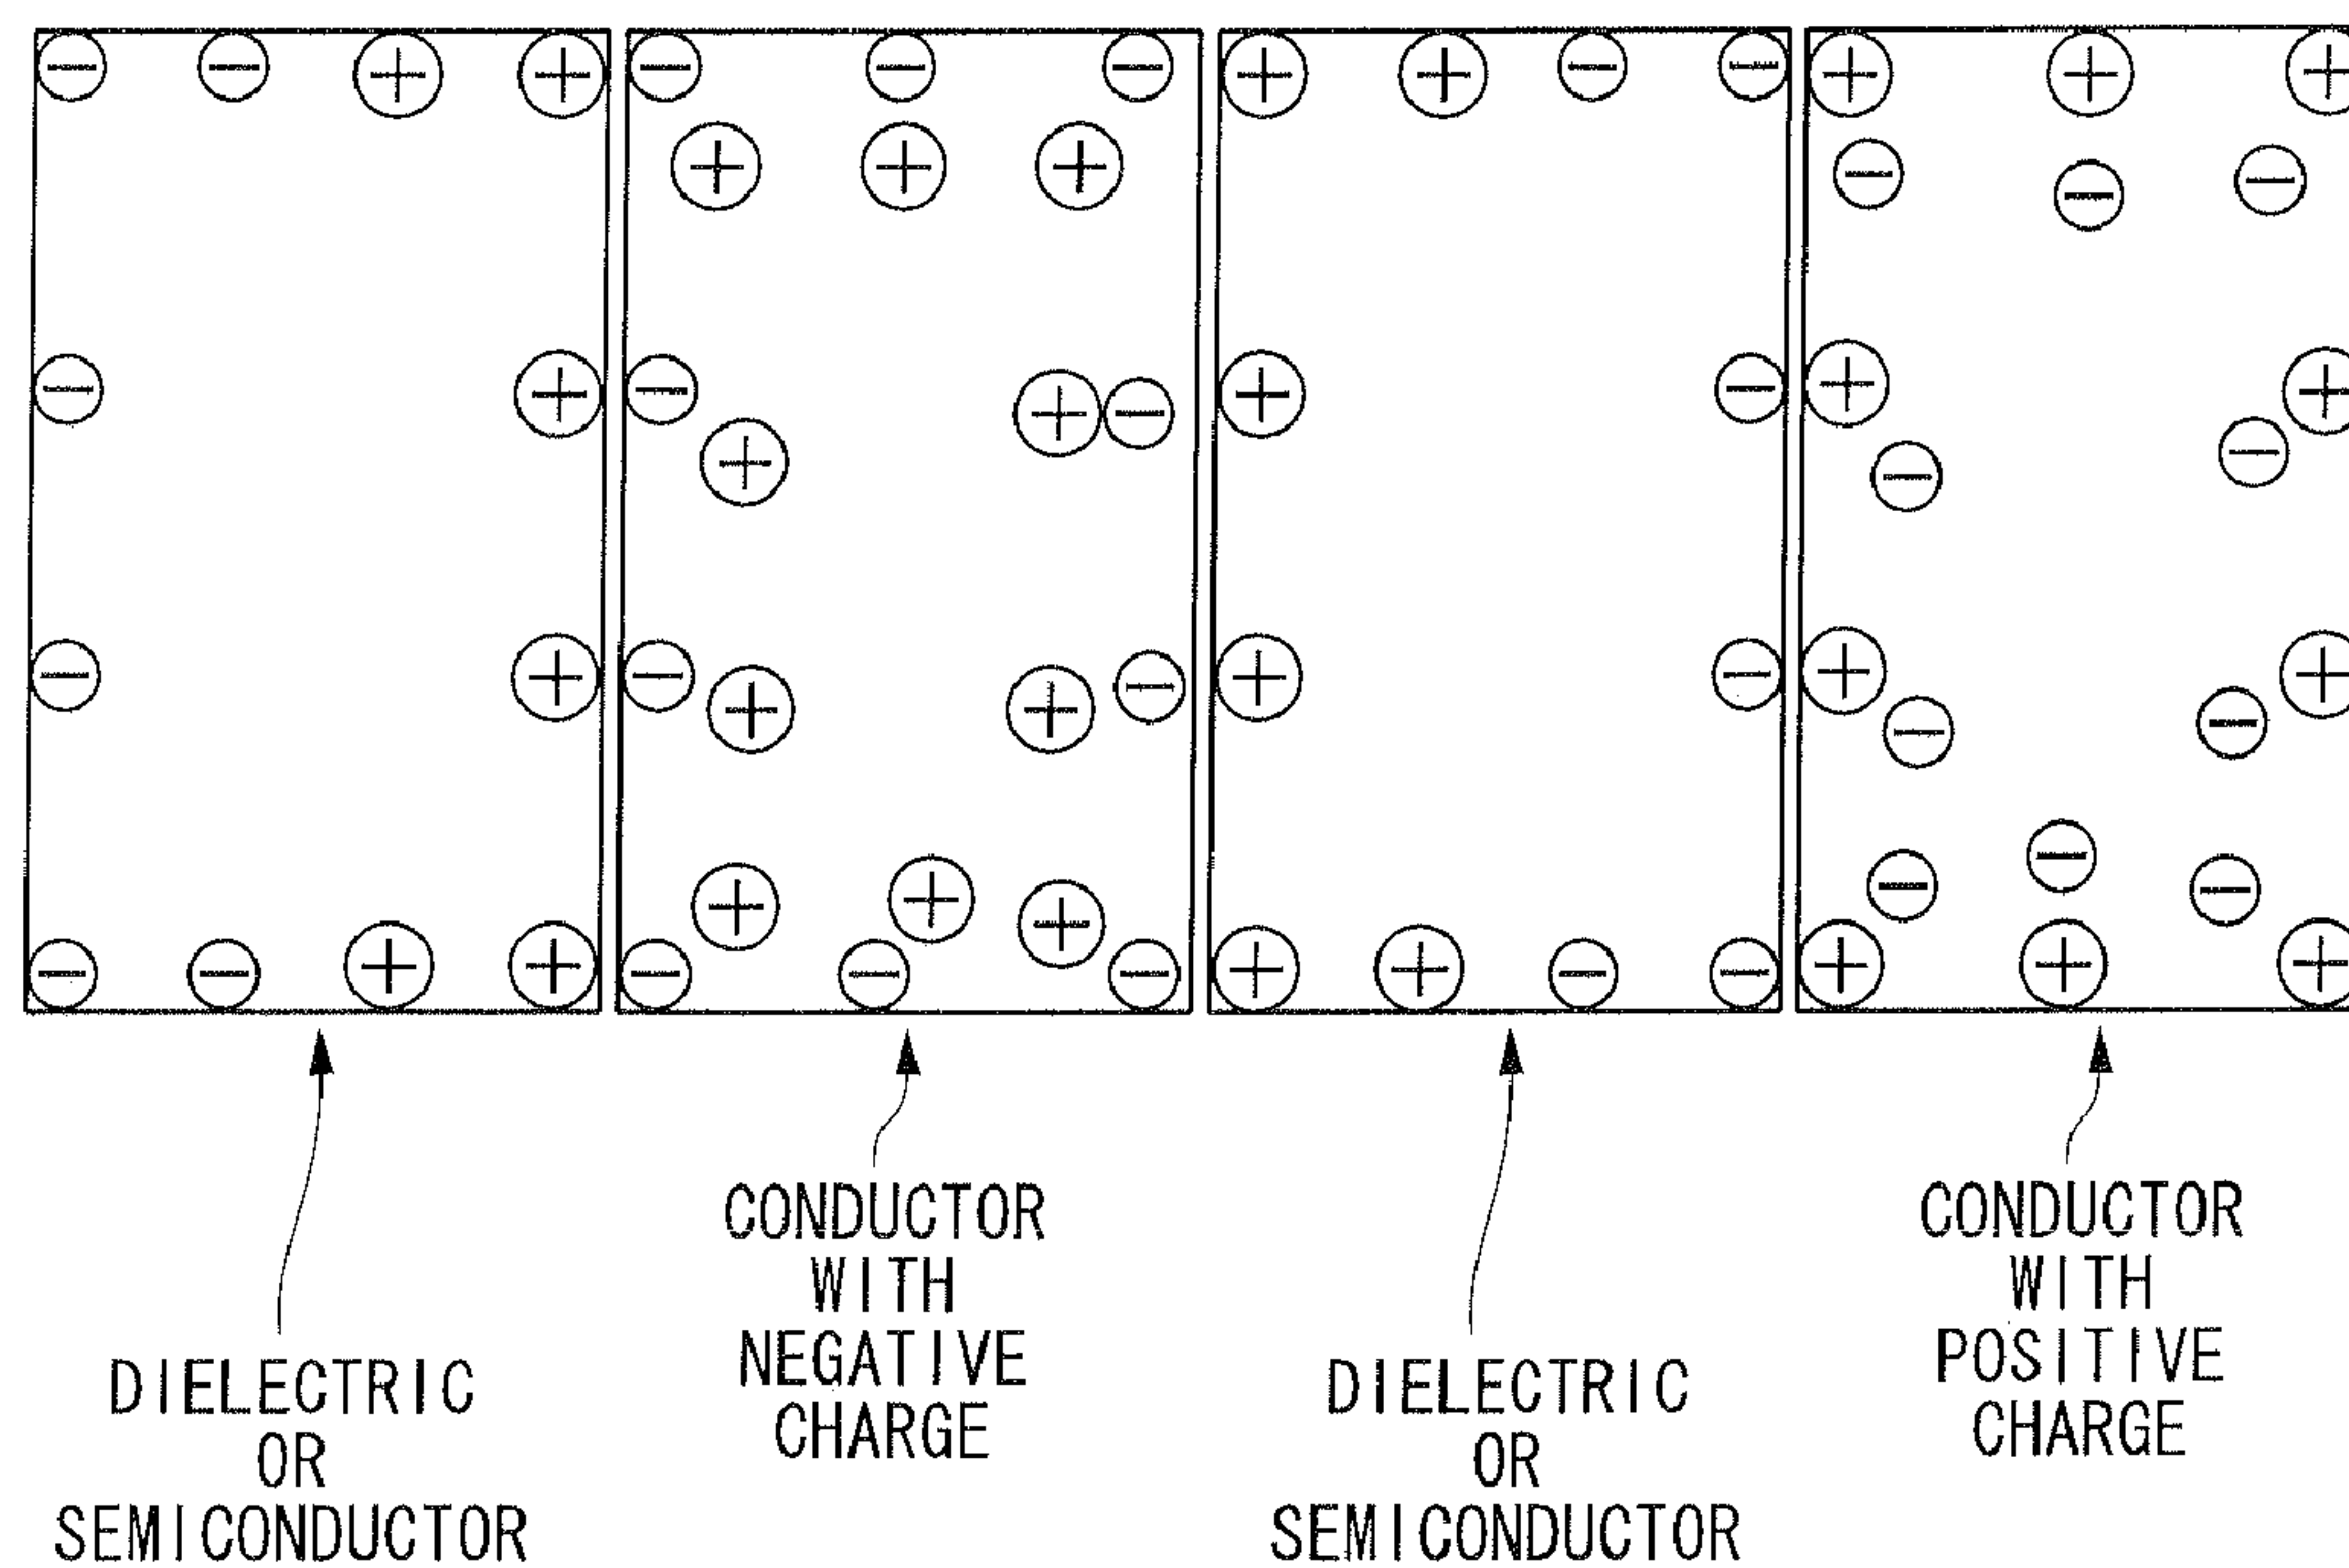 DIELECTRIC
OR
SEMICONDUCTOR
CONDUCTOR
WITH
NEGATIVE
CHARGE
DIELECTRIC
OR
SEMICONDUCTOR
CONDUCTOR
WITH
POSITIVE
CHARGE